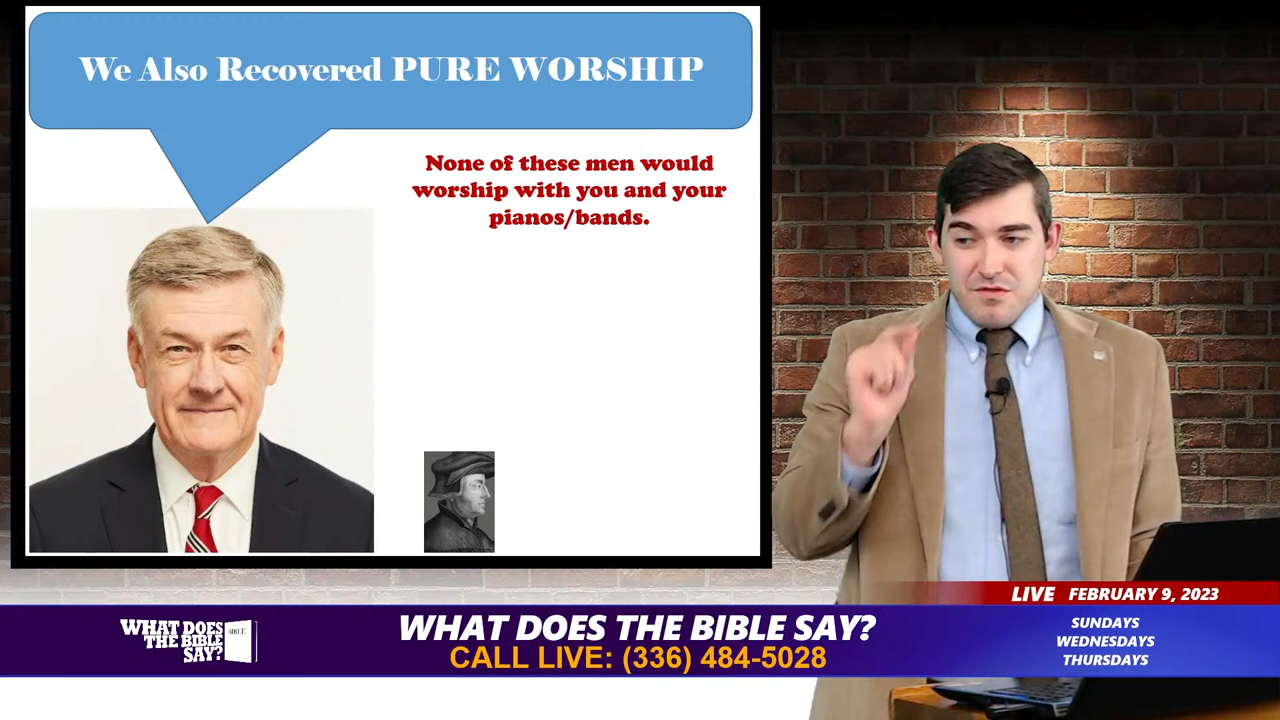 We Also Recovered PURE WORSHIP
None of these men would
worship with you and your
pianos/bands.
LIVE FEBRUARY 9, 2023
WHAT DOES
THE BIBLE
SAY?
BIBLE
WHAT DOES THE BIBLE SAY?
CALL LIVE: (336) 484-5028
SUNDAYS
WEDNESDAYS
THURSDAYS